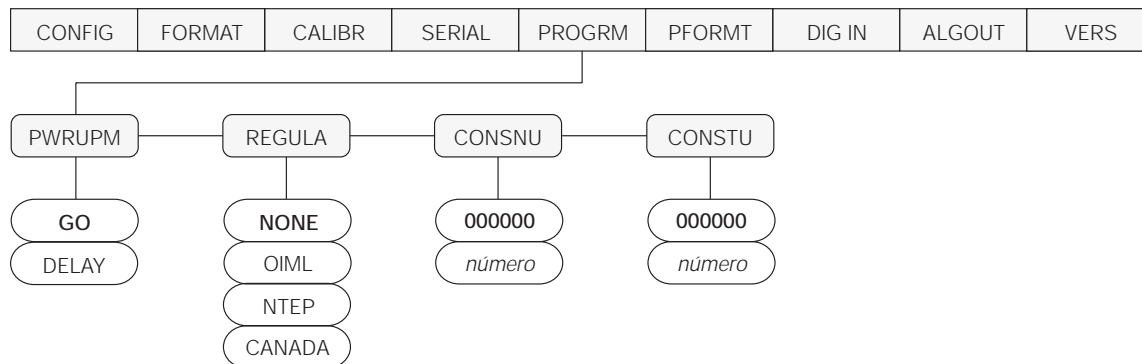 CONFIG FORMAT CALIBR SERIAL PROGRM PFORMT DIG IN ALGOUT VERS
PWRUPM REGULA CONSNU CONSTU
GO NONE 000000 000000
DELAY OIML número número
NTEP
CANADA